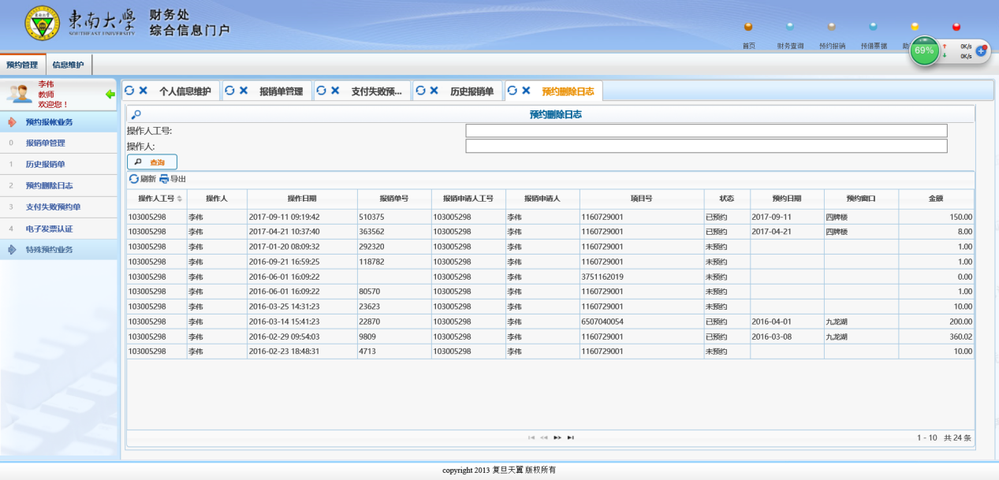 東南大學 财务处
SOUTHEAST UNIVERSITY 综合信息门户
首页 财务查询 预约报销 预借票据 助
69% 0K/s
0K/s
预约管理 信息维护
李伟
教师
欢迎您！
个人信息维护 报销单管理 支付失败预... 历史报销单 预约删除日志
预约报帐业务
0 报销单管理
1 历史报销单
2 预约删除日志
3 支付失败预约单
4 电子发票认证
特殊预约业务
预约删除日志
操作人工号:
操作人:
查询
刷新 导出
操作人工号 操作人 操作日期 报销单号 报销申请人工号 报销申请人 项目号 状态 预约日期 预约窗口 金额
103005298 李伟 2017-09-11 09:19:42 510375 103005298 李伟 1160729001 已预约 2017-09-11 四牌楼 150.00
103005298 李伟 2017-04-21 10:37:40 363562 103005298 李伟 1160729001 已预约 2017-04-21 四牌楼 8.00
103005298 李伟 2017-01-20 08:09:32 292320 103005298 李伟 1160729001 未预约 1.00
103005298 李伟 2016-09-21 16:59:25 118782 103005298 李伟 1160729001 未预约 1.00
103005298 李伟 2016-06-01 16:09:22 103005298 李伟 3751162019 未预约 0.00
103005298 李伟 2016-06-01 16:09:22 80570 103005298 李伟 1160729001 未预约 1.00
103005298 李伟 2016-03-25 14:31:23 23623 103005298 李伟 1160729001 未预约 10.00
103005298 李伟 2016-03-14 15:41:23 22870 103005298 李伟 6507040054 已预约 2016-04-01 九龙湖 200.00
103005298 李伟 2016-02-29 09:54:03 9809 103005298 李伟 1160729001 已预约 2016-03-08 九龙湖 360.02
103005298 李伟 2016-02-23 18:48:31 4713 103005298 李伟 1160729001 未预约 10.00
1 - 10 共 24 条
copyright 2013 复旦天翼 版权所有